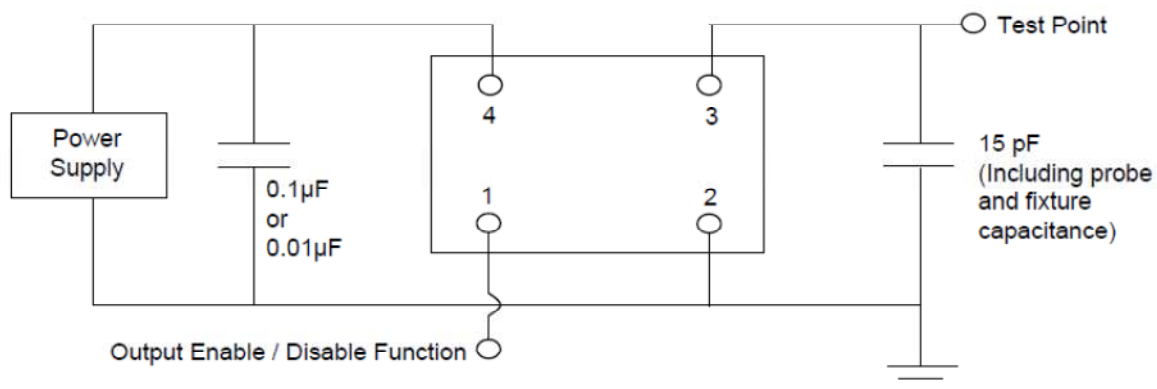 Test Point
4
3
Power
Supply
15 pF
(Including probe
and fixture
capacitance)
0.1µF
or
0.01µF
1
2
Output Enable / Disable Function